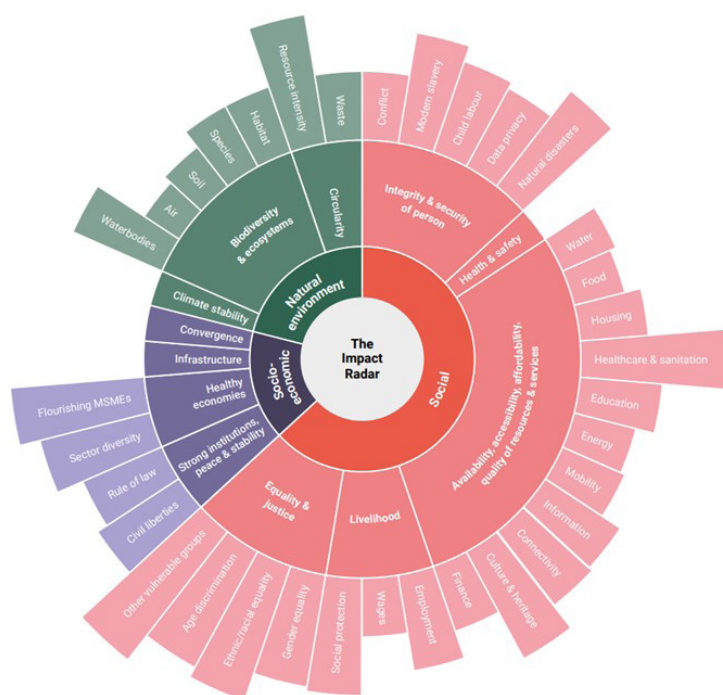 The
Impact
Radar
Social
Integrity & security
of person
Conflict
Modern slavery
Child labour
Data privacy
Natural disasters
Health & safety
Availability, accessibility, affordability,
quality of resources & services
Water
Food
Housing
Healthcare & sanitation
Education
Energy
Mobility
Information
Connectivity
Culture & heritage
Finance
Livelihood
Employment
Wages
Equality &
justice
Social protection
Gender equality
Ethnic/racial equality
Age discrimination
Other vulnerable groups
Socio-
economic
Strong institutions,
peace & stability
Civil liberties
Rule of law
Healthy
economies
Sector diversity
Flourishing MSMEs
Infrastructure
Convergence
Natural
environment
Climate stability
Biodiversity
& ecosystems
Waterbodies
Air
Soil
Species
Habitat
Circularity
Resource intensity
Waste